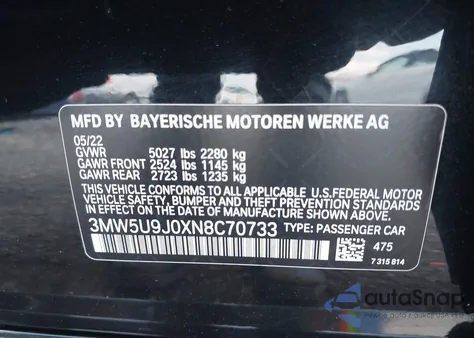 MFD BY BAYERISCHE MOTOREN WERKE AG
05/22
GVWR 5027 lbs 2280 kg
GAWR FRONT 2524 lbs 1145 kg
GAWR REAR 2723 lbs 1235 kg
THIS VEHICLE CONFORMS TO ALL APPLICABLE U.S.FEDERAL MOTOR
VEHICLE SAFETY, BUMPER AND THEFT PREVENTION STANDARDS IN
EFFECT ON THE DATE OF MANUFACTURE SHOWN ABOVE.
3MW5U9J0XN8C70733 TYPE: PASSENGER CAR
475
7 315 814
autoSnap